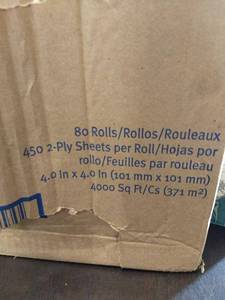 80 Rolls/Rollos/Rouleaux
450 2-Ply Sheets per Roll/Hojas por
rollo/Feuilles par rouleau
4.0 In x 4.0 in (101 mm x 101 mm)
4000 Sq Ft/Cs (371 m²)